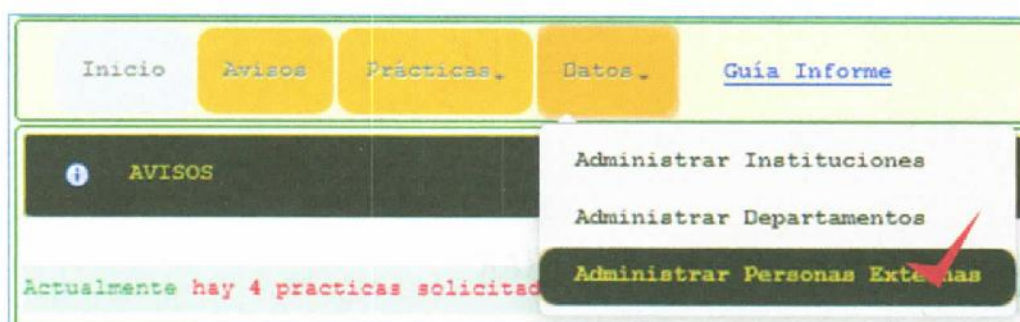 Inicio Avisos Prácticas Datos Guía Informe
AVISOS
Administrar Instituciones
Administrar Departamentos
Administrar Personas Externas
Actualmente hay 4 practicas solicitad